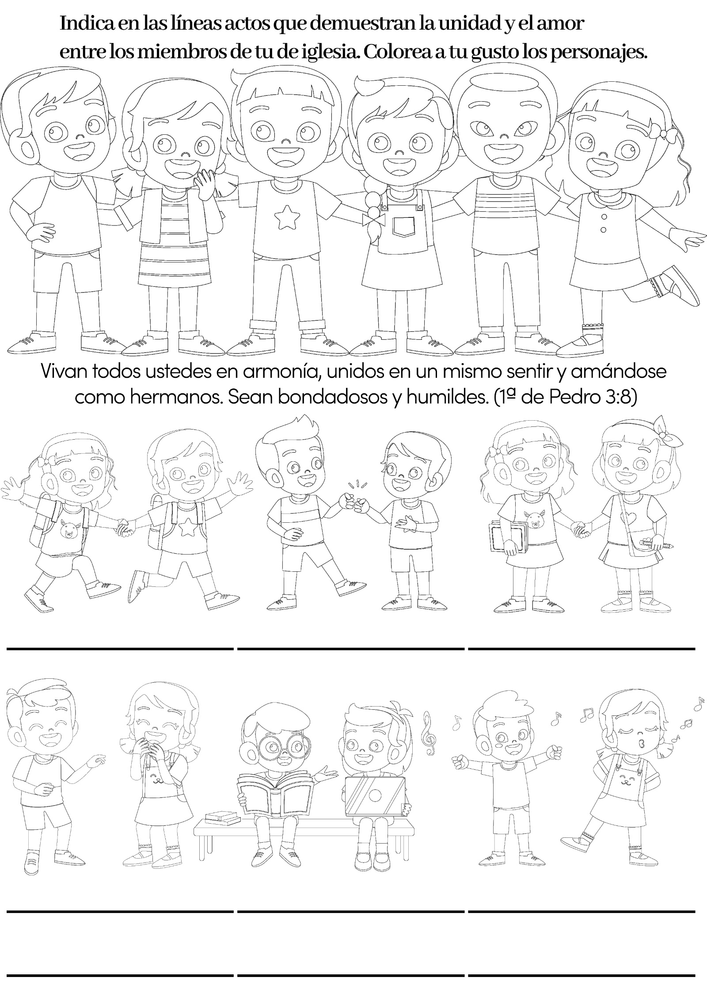 Indica en las líneas actos que demuestran la unidad y el amor
entre los miembros de tu de iglesia. Colorea a tu gusto los personajes.
Vivan todos ustedes en armonía, unidos en un mismo sentir y amándose
como hermanos. Sean bondadosos y humildes. (1ª de Pedro 3:8)